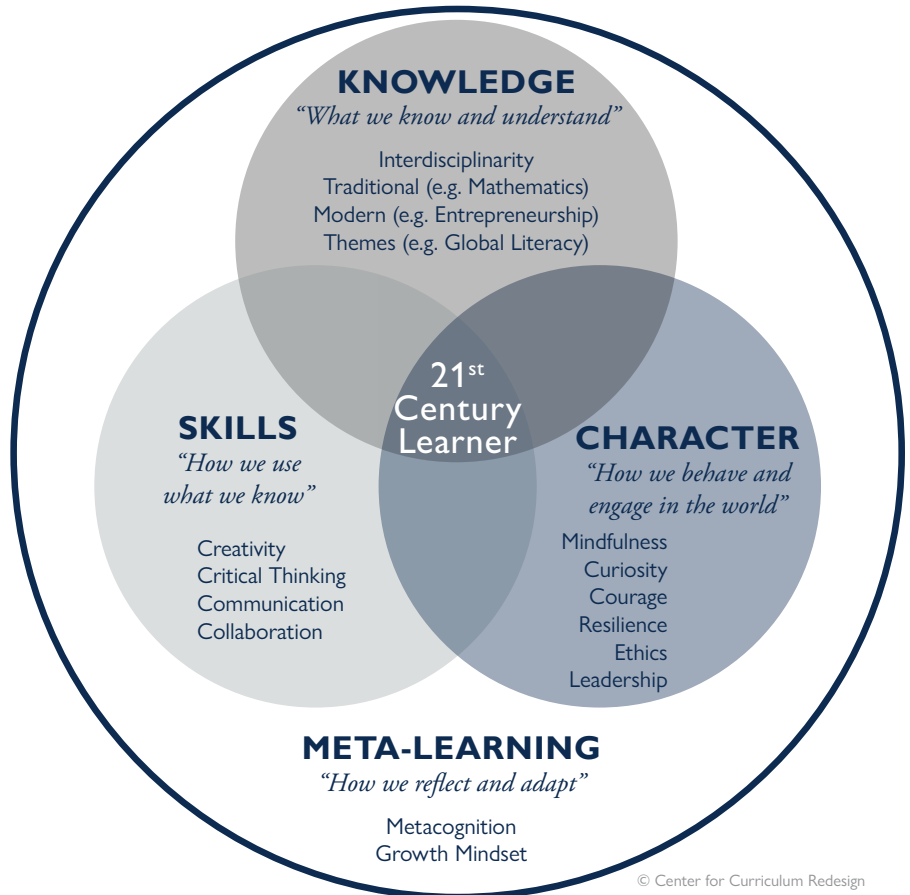 KNOWLEDGE
“What we know and understand”
Interdisciplinarity
Traditional (e.g. Mathematics)
Modern (e.g. Entrepreneurship)
Themes (e.g. Global Literacy)
21st
Century
Learner
SKILLS
“How we use
what we know”
Creativity
Critical Thinking
Communication
Collaboration
CHARACTER
“How we behave and
engage in the world”
Mindfulness
Curiosity
Courage
Resilience
Ethics
Leadership
META-LEARNING
“How we reflect and adapt”
Metacognition
Growth Mindset
© Center for Curriculum Redesign